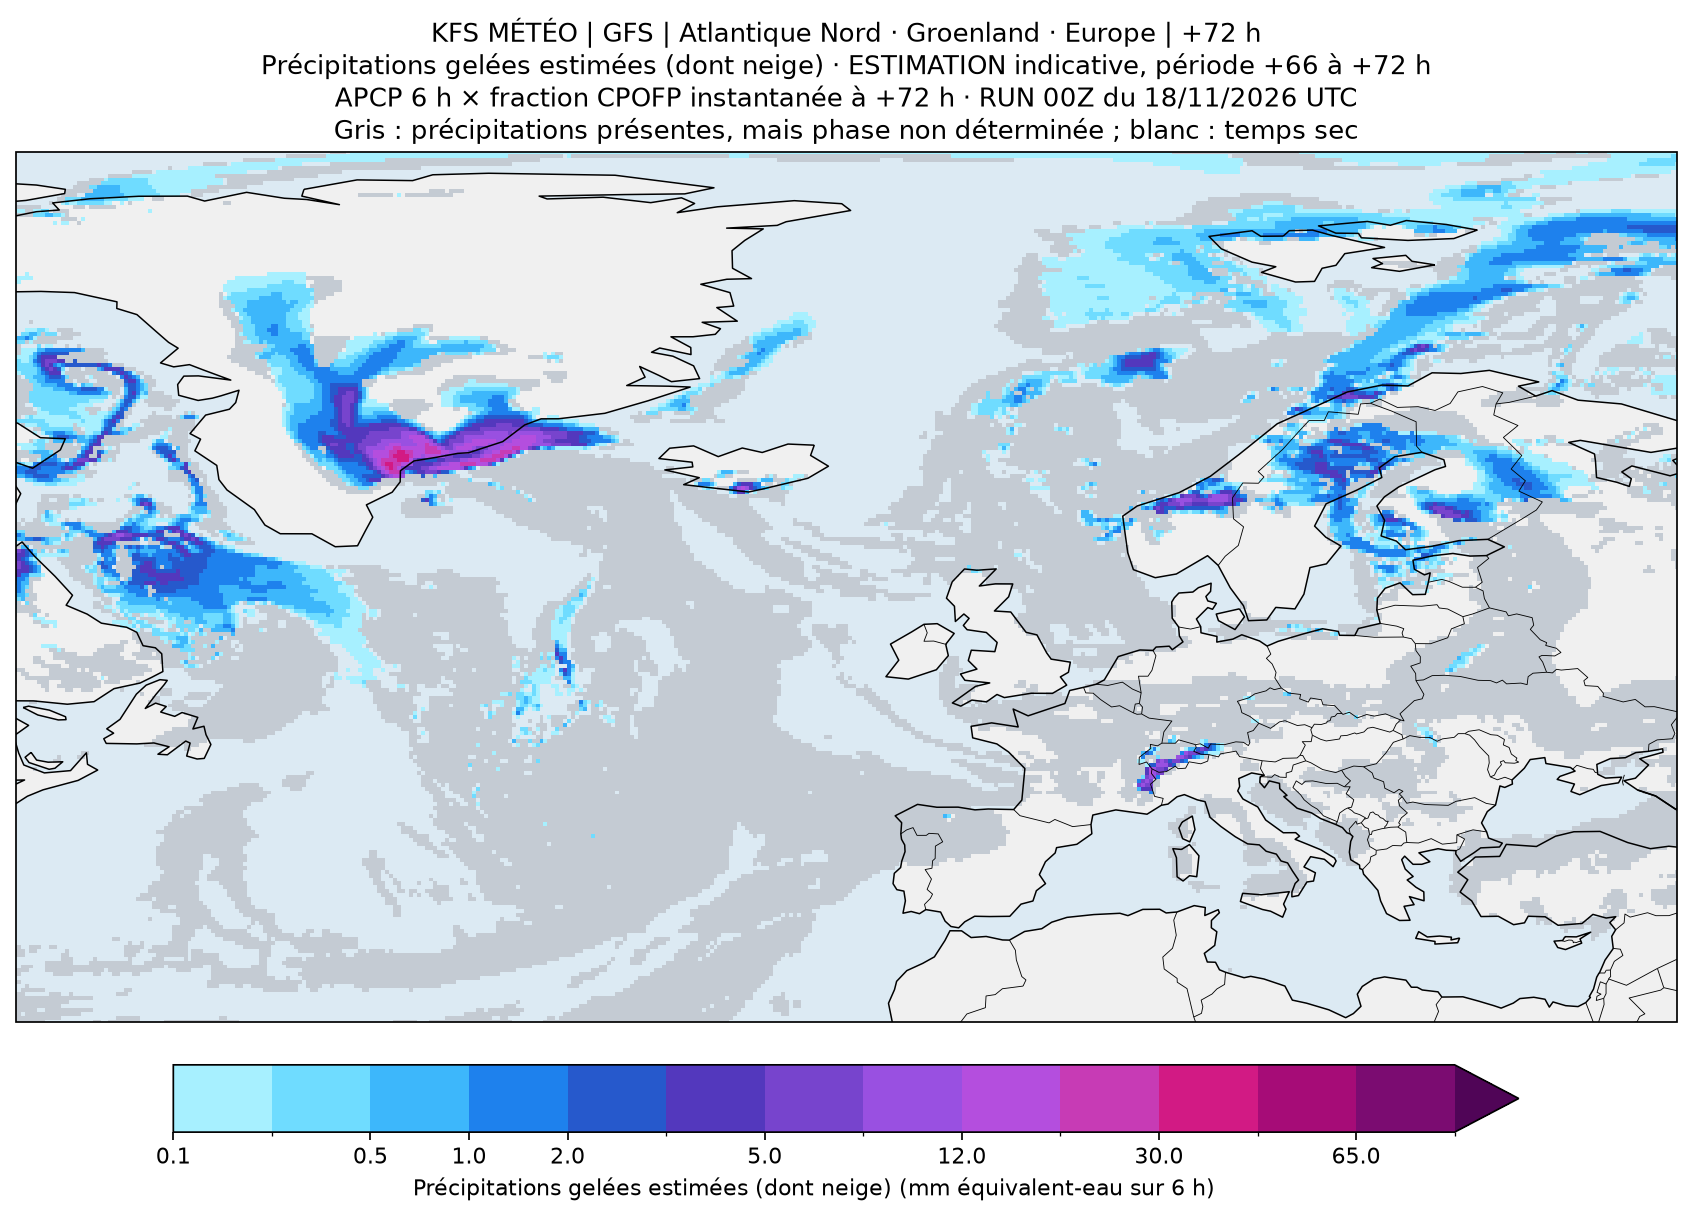 KFS MÉTÉO | GFS | Atlantique Nord · Groenland · Europe | +72 h
Précipitations gelées estimées (dont neige) · ESTIMATION indicative, période +66 à +72 h
APCP 6 h × fraction CPOFP instantanée à +72 h · RUN 00Z du 18/11/2026 UTC
Gris : précipitations présentes, mais phase non déterminée ; blanc : temps sec
0.1 0.5 1.0 2.0 5.0 12.0 30.0 65.0
Précipitations gelées estimées (dont neige) (mm équivalent-eau sur 6 h)